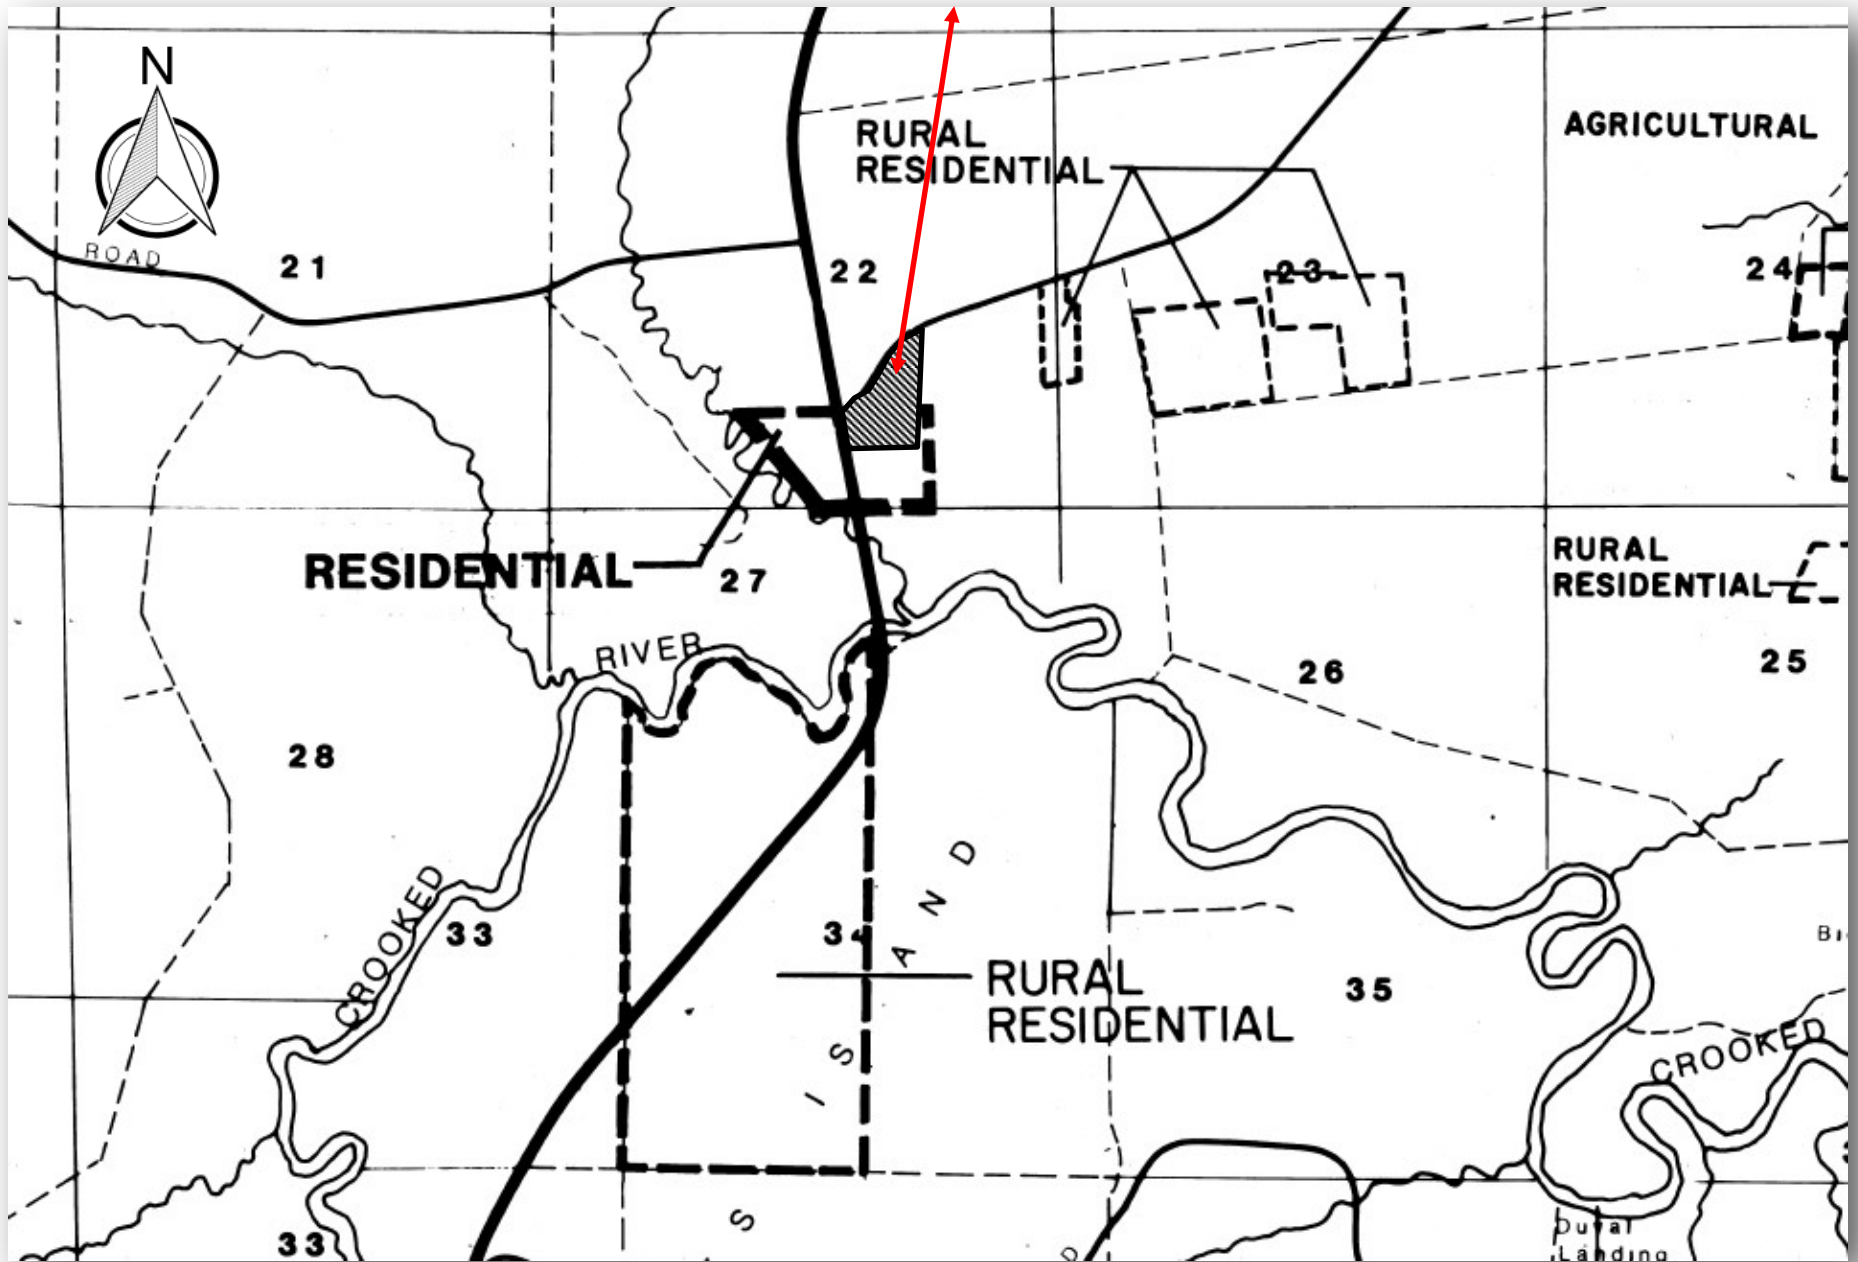 N
RURAL
RESIDENTIAL
AGRICULTURAL
ROAD
21
22
23
24
RESIDENTIAL
27
RURAL
RESIDENTIAL
RIVER
26
25
28
CROOKED
33
34
I S A N D
RURAL
RESIDENTIAL
35
CROOKED
S
33
D
Duval
Landing